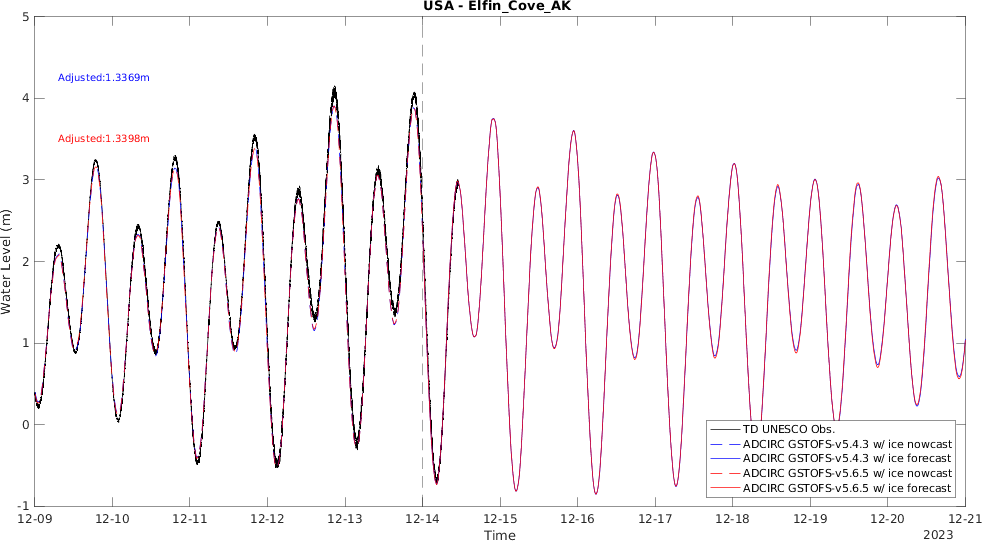 USA - Elfin_Cove_AK
5
4
3
2
1
0
-1
Water Level (m)
Adjusted:1.3369m
Adjusted:1.3398m
TD UNESCO Obs.
ADCIRC GSTOFS-v5.4.3 w/ ice nowcast
ADCIRC GSTOFS-v5.4.3 w/ ice forecast
ADCIRC GSTOFS-v5.6.5 w/ ice nowcast
ADCIRC GSTOFS-v5.6.5 w/ ice forecast
12-09 12-10 12-11 12-12 12-13 12-14 12-15 12-16 12-17 12-18 12-19 12-20 12-21
Time
2023